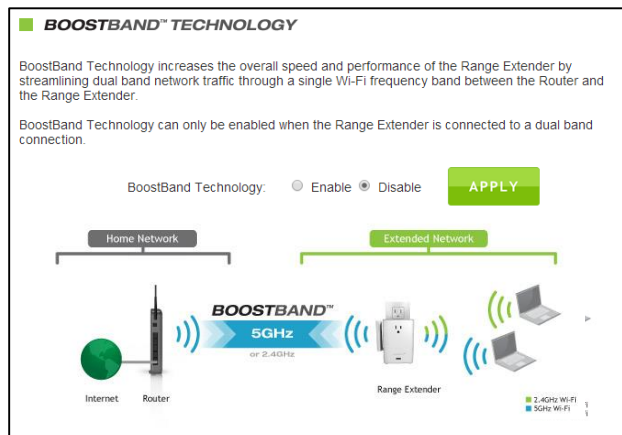 BOOSTBAND™ TECHNOLOGY
BoostBand Technology increases the overall speed and performance of the Range Extender by
streamlining dual band network traffic through a single Wi-Fi frequency band between the Router and
the Range Extender.
BoostBand Technology can only be enabled when the Range Extender is connected to a dual band
connection.
BoostBand Technology: Enable Disable APPLY
Home Network Extended Network
BOOSTBAND™
5GHz
or 2.4GHz
Internet Router Range Extender
2.4GHz Wi-Fi
5GHz Wi-Fi